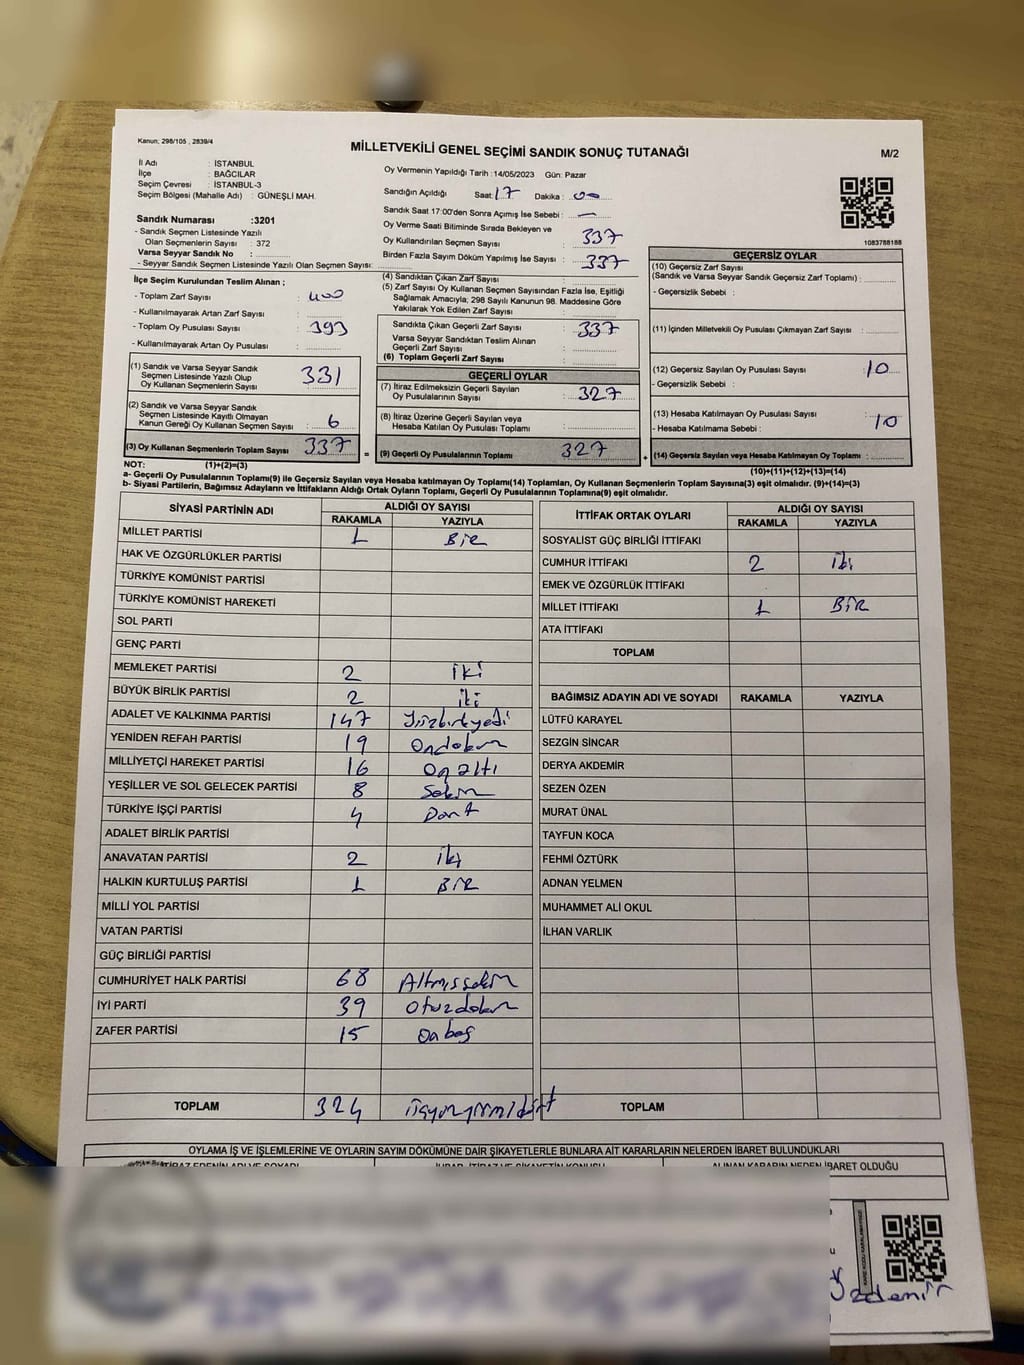 Kanun; 298/105 , 2839/4
MİLLETVEKİLİ GENEL SEÇİMİ SANDIK SONUÇ TUTANAĞI
M/2
İl Adı : İSTANBUL
İlçe : BAĞCILAR
Seçim Çevresi : İSTANBUL-3
Seçim Bölgesi (Mahalle Adı) : GÜNEŞLİ MAH.
Sandık Numarası :3201
- Sandık Seçmen Listesinde Yazılı
Olan Seçmenlerin Sayısı : 372
Varsa Seyyar Sandık No :
- Seyyar Sandık Seçmen Listesinde Yazılı Olan Seçmen Sayısı:
Oy Vermenin Yapıldığı Tarih :14/05/2023 Gün: Pazar
Sandığın Açıldığı Saat 17 Dakika : 00
Sandık Saat 17:00'den Sonra Açımış İse Sebebi : —
Oy Verme Saati Bitiminde Sırada Bekleyen ve
Oy Kullandırılan Seçmen Sayısı : 337
Birden Fazla Sayım Döküm Yapılmış İse Sayısı : 337
1083788188
İlçe Seçim Kurulundan Teslim Alınan ;
- Toplam Zarf Sayısı : 400
- Kullanılmayarak Artan Zarf Sayısı :
- Toplam Oy Pusulası Sayısı : 393
- Kullanılmayarak Artan Oy Pusulası :
(1) Sandık ve Varsa Seyyar Sandık
Seçmen Listesinde Yazılı Olup
Oy Kullanan Seçmenlerin Sayısı 331
(2) Sandık ve Varsa Seyyar Sandık
Seçmen Listesinde Kayıtlı Olmayan
Kanun Gereği Oy Kullanan Seçmen Sayısı : 6
(3) Oy Kullanan Seçmenlerin Toplam Sayısı 337
(4) Sandıktan Çıkan Zarf Sayısı :
(5) Zarf Sayısı Oy Kullanan Seçmen Sayısından Fazla İse, Eşitliği
Sağlamak Amacıyla; 298 Sayılı Kanunun 98. Maddesine Göre
Yakılarak Yok Edilen Zarf Sayısı :
Sandıkta Çıkan Geçerli Zarf Sayısı : 337
Varsa Seyyar Sandıktan Teslim Alınan
Geçerli Zarf Sayısı :
(6) Toplam Geçerli Zarf Sayısı :
GEÇERLİ OYLAR
(7) İtiraz Edilmeksizin Geçerli Sayılan
Oy Pusulalarının Sayısı : 327
(8) İtiraz Üzerine Geçerli Sayılan veya
Hesaba Katılan Oy Pusulası Toplamı :
= (9) Geçerli Oy Pusulalarının Toplamı 327
GEÇERSİZ OYLAR
(10) Geçersiz Zarf Sayısı
(Sandık ve Varsa Seyyar Sandık Geçersiz Zarf Toplamı) :
- Geçersizlik Sebebi :
(11) İçinden Milletvekili Oy Pusulası Çıkmayan Zarf Sayısı :
(12) Geçersiz Sayılan Oy Pusulası Sayısı : 10
- Geçersizlik Sebebi :
(13) Hesaba Katılmayan Oy Pusulası Sayısı :
- Hesaba Katılmama Sebebi : 10
+ (14) Geçersiz Sayılan veya Hesaba Katılmayan Oy Toplamı :
NOT: (1)+(2)=(3)
(10)+(11)+(12)+(13)=(14)
a- Geçerli Oy Pusulalarının Toplamı(9) ile Geçersiz Sayılan veya Hesaba katılmayan Oy Toplamı(14) Toplamları, Oy Kullanan Seçmenlerin Toplam Sayısına(3) eşit olmalıdır. (9)+(14)=(3)
b- Siyasi Partilerin, Bağımsız Adayların ve İttifakların Aldığı Ortak Oyların Toplamı, Geçerli Oy Pusulalarının Toplamına(9) eşit olmalıdır.
SİYASİ PARTİNİN ADI ALDIĞI OY SAYISI
RAKAMLA YAZIYLA
MİLLET PARTİSİ 1 BİR
HAK VE ÖZGÜRLÜKLER PARTİSİ
TÜRKİYE KOMÜNİST PARTİSİ
TÜRKİYE KOMÜNİST HAREKETİ
SOL PARTİ
GENÇ PARTİ
MEMLEKET PARTİSİ 2 iki
BÜYÜK BİRLİK PARTİSİ 2 iki
ADALET VE KALKINMA PARTİSİ 147 Yüzkırkyedi
YENİDEN REFAH PARTİSİ 19 Ondokuz
MİLLİYETÇİ HAREKET PARTİSİ 16 On altı
YEŞİLLER VE SOL GELECEK PARTİSİ 8 Sekiz
TÜRKİYE İŞÇİ PARTİSİ 4 Dört
ADALET BİRLİK PARTİSİ
ANAVATAN PARTİSİ 2 iki
HALKIN KURTULUŞ PARTİSİ 1 BİR
MİLLİ YOL PARTİSİ
VATAN PARTİSİ
GÜÇ BİRLİĞİ PARTİSİ
CUMHURİYET HALK PARTİSİ 68 Altmışsekiz
İYİ PARTİ 39 otuzdokuz
ZAFER PARTİSİ 15 onbeş
TOPLAM 324 üçyüzyirmidört
İTTİFAK ORTAK OYLARI ALDIĞI OY SAYISI
RAKAMLA YAZIYLA
SOSYALİST GÜÇ BİRLİĞİ İTTİFAKI
CUMHUR İTTİFAKI 2 iki
EMEK VE ÖZGÜRLÜK İTTİFAKI
MİLLET İTTİFAKI 1 BİR
ATA İTTİFAKI
TOPLAM
BAĞIMSIZ ADAYIN ADI VE SOYADI RAKAMLA YAZIYLA
LÜTFÜ KARAYEL
SEZGİN SİNCAR
DERYA AKDEMİR
SEZEN ÖZEN
MURAT ÜNAL
TAYFUN KOCA
FEHMİ ÖZTÜRK
ADNAN YELMEN
MUHAMMET ALİ OKUL
İLHAN VARLIK
TOPLAM
OYLAMA İŞ VE İŞLEMLERİNE VE OYLARIN SAYIM DÖKÜMÜNE DAİR ŞİKAYETLERLE BUNLARA AİT KARARLARIN NELERDEN İBARET BULUNDUKLARI
ALINAN KARARIN NEDEN İBARET OLDUĞU